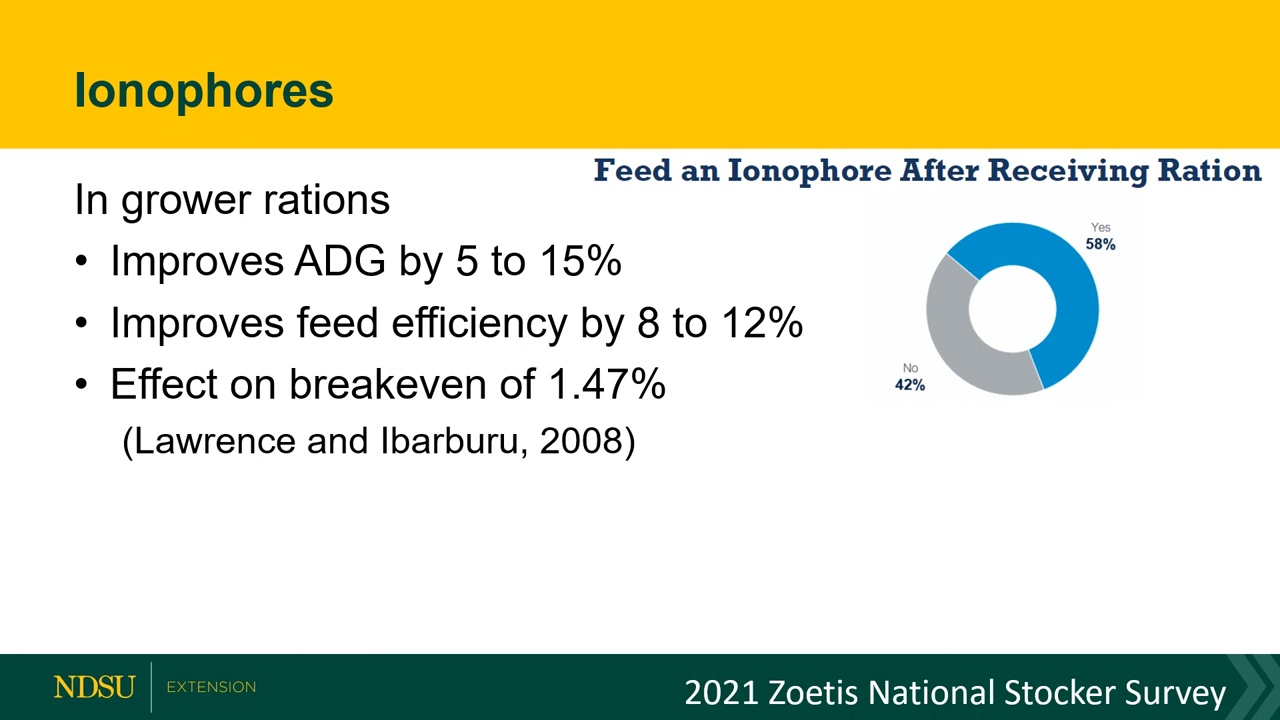 Ionophores
In grower rations
• Improves ADG by 5 to 15%
• Improves feed efficiency by 8 to 12%
• Effect on breakeven of 1.47%
(Lawrence and Ibarburu, 2008)
Feed an Ionophore After Receiving Ration
Yes
58%
No
42%
NDSU EXTENSION
2021 Zoetis National Stocker Survey